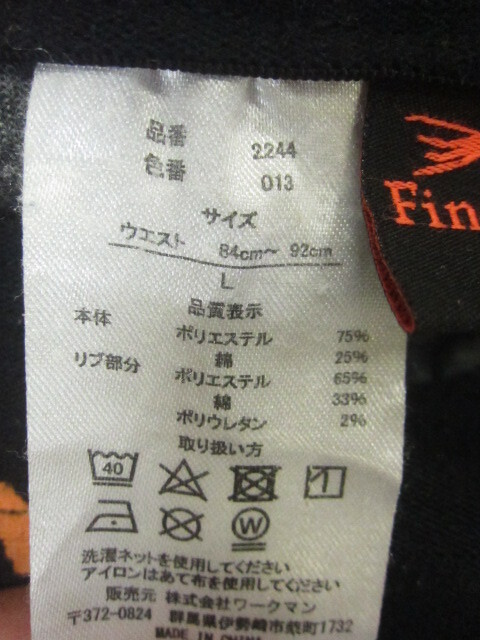 品番 2244
色番 013
サイズ
ウエスト 84cm～ 92cm
L
品質表示
本体 ポリエステル 75%
綿 25%
リブ部分 ポリエステル 65%
綿 33%
ポリウレタン 2%
取り扱い方
40
W
洗濯ネットを使用してください
アイロンはあて布を使用してください
販売元 株式会社ワークマン
〒372-0824 群馬県伊勢崎市柴町1732
MADE IN
Fin